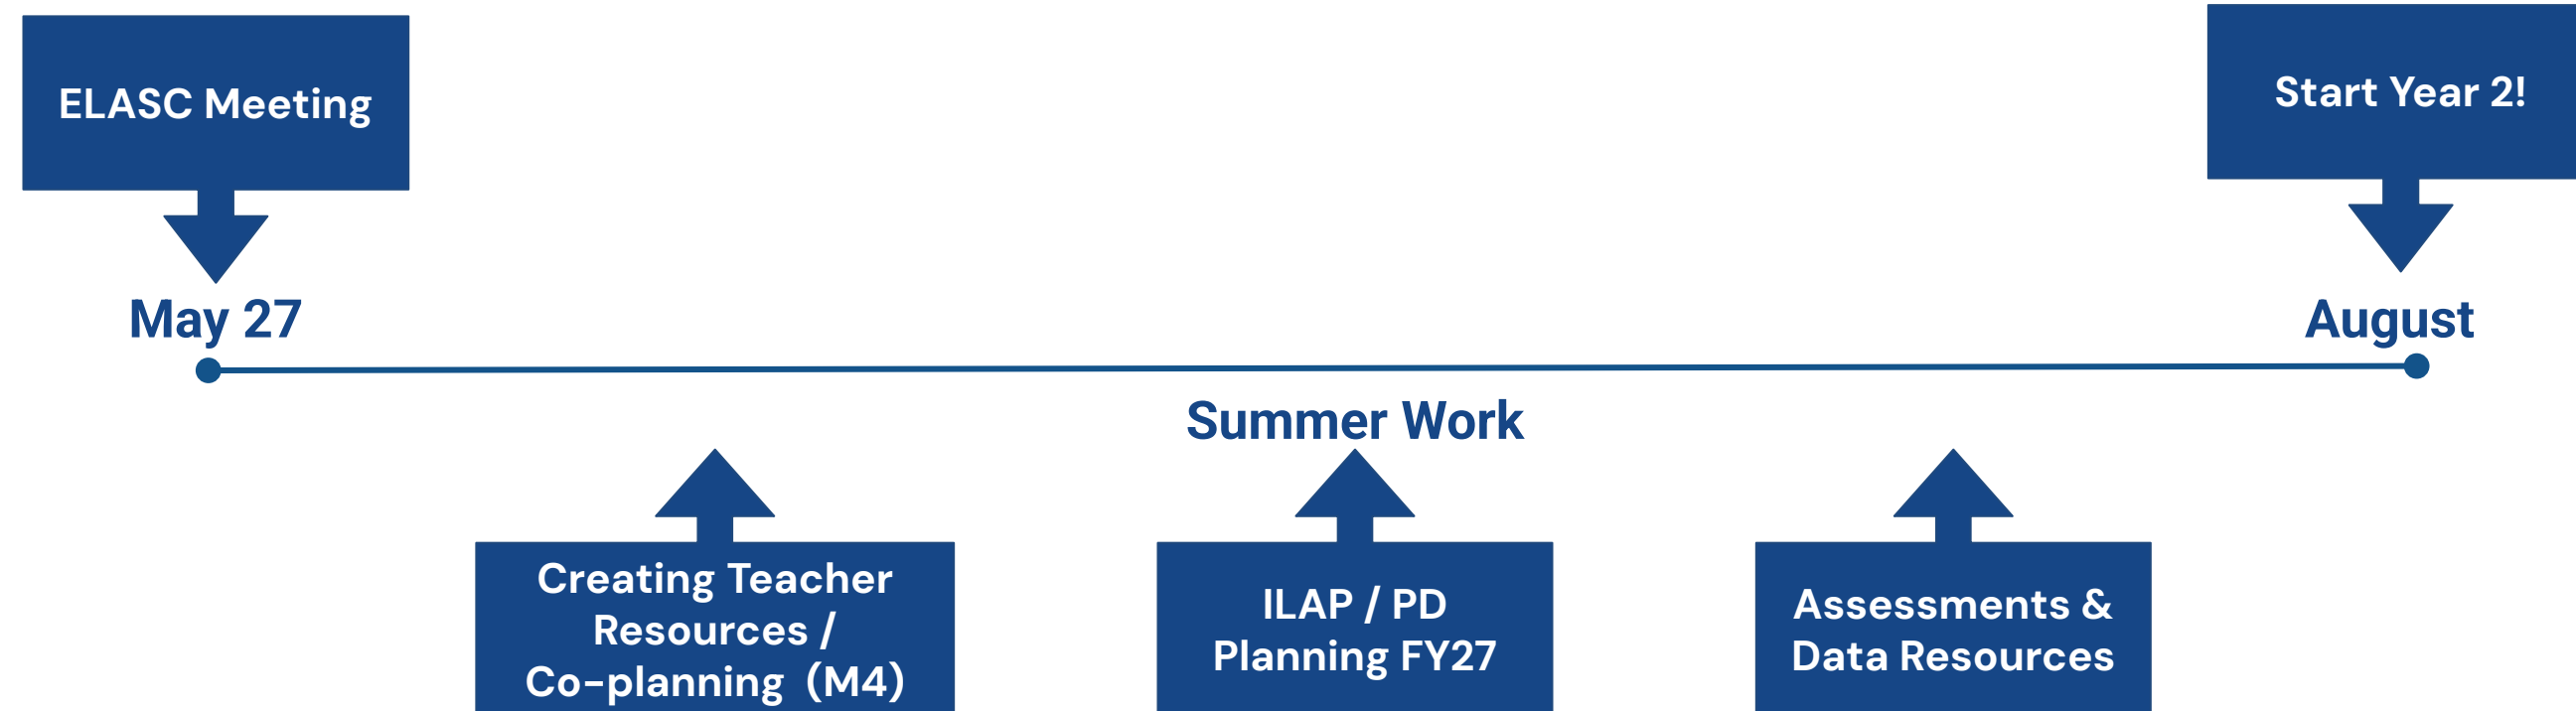 ELASC Meeting
Start Year 2!
May 27
August
Summer Work
Creating Teacher
Resources /
Co-planning (M4)
ILAP / PD
Planning FY27
Assessments &
Data Resources